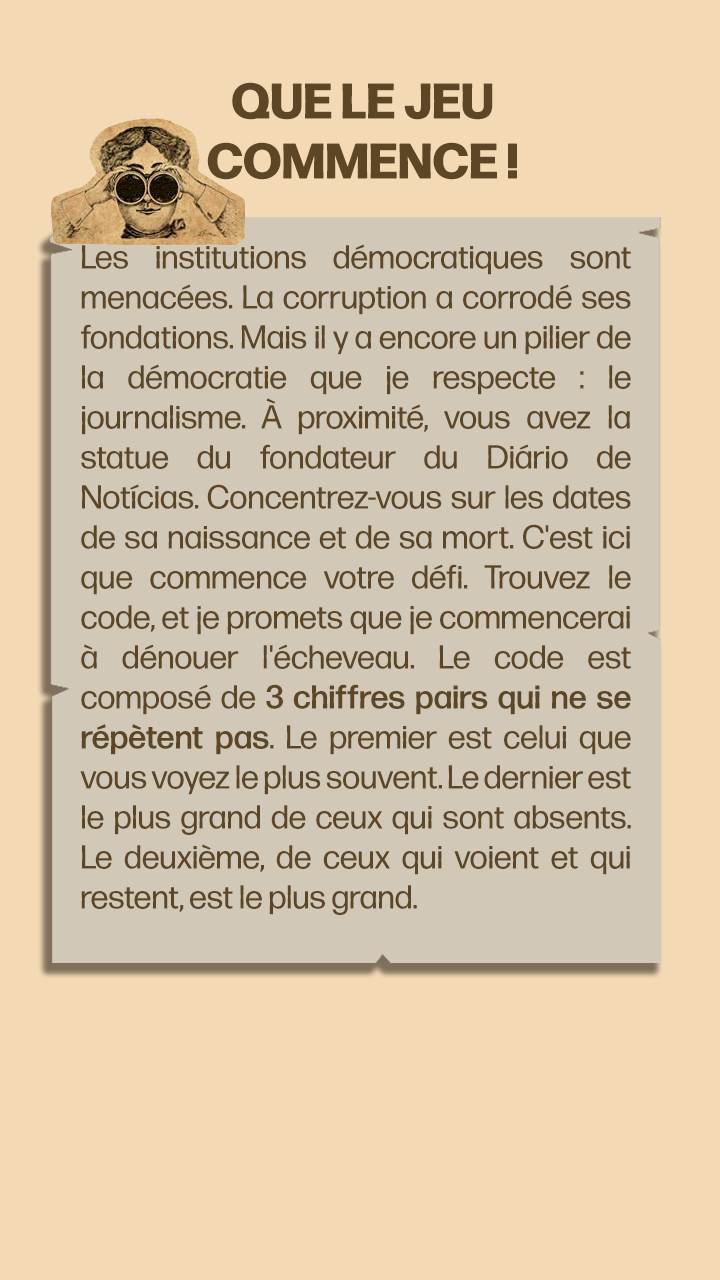 QUE LE JEU
COMMENCE !
Les institutions démocratiques sont
menacées. La corruption a corrodé ses
fondations. Mais il y a encore un pilier de
la démocratie que je respecte : le
journalisme. À proximité, vous avez la
statue du fondateur du Diário de
Notícias. Concentrez-vous sur les dates
de sa naissance et de sa mort. C'est ici
que commence votre défi. Trouvez le
code, et je promets que je commencerai
à dénouer l'écheveau. Le code est
composé de 3 chiffres pairs qui ne se
répètent pas. Le premier est celui que
vous voyez le plus souvent. Le dernier est
le plus grand de ceux qui sont absents.
Le deuxième, de ceux qui voient et qui
restent, est le plus grand.